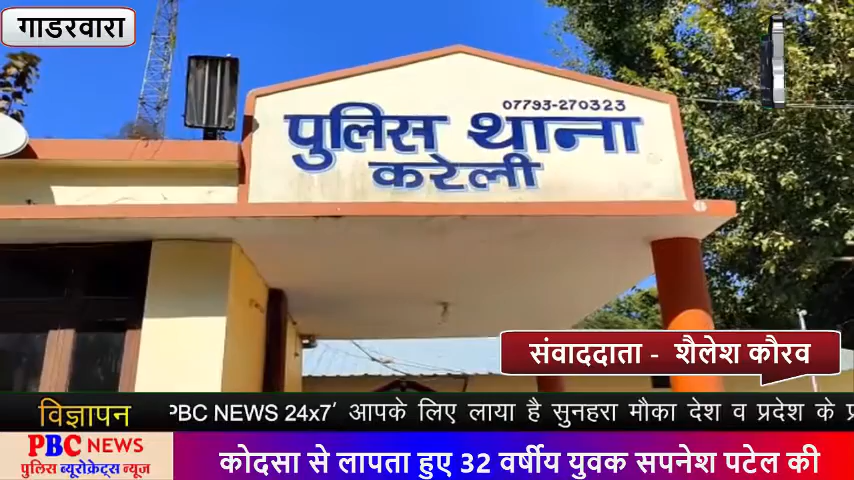 गाडरवारा
07793-270323
पुलिस थाना
करेली
संवाददाता - शैलेश कौरव
विज्ञापन
PBC NEWS 24x7' आपके लिए लाया है सुनहरा मौका देश व प्रदेश के
PBC NEWS
पुलिस ब्यूरोक्रेट्स न्यूज
कोदसा से लापता हुए 32 वर्षीय युवक सपनेश पटेल की